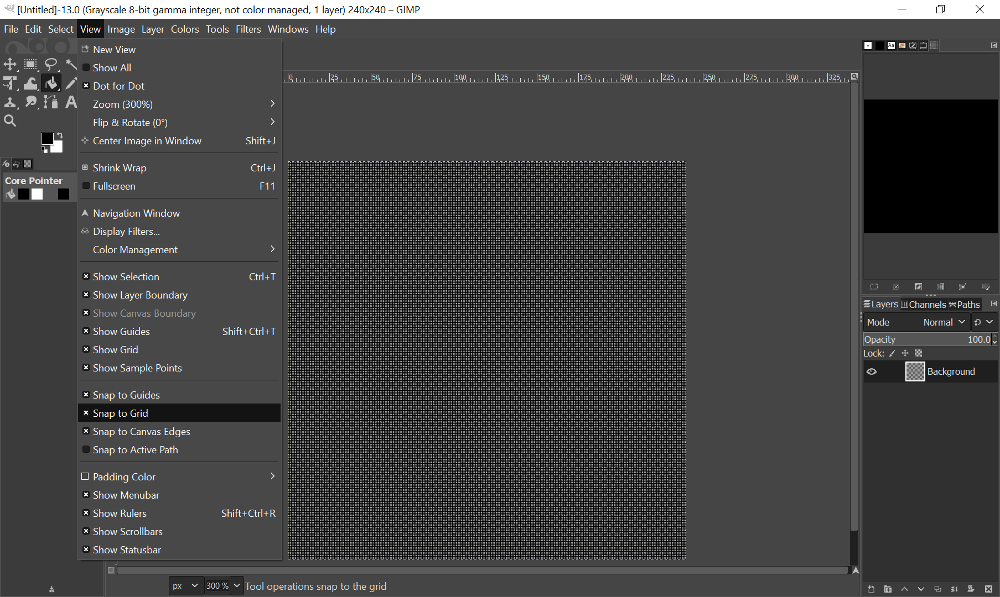 [Untitled]-13.0 (Grayscale 8-bit gamma integer, not color managed, 1 layer) 240x240 – GIMP
File Edit Select View Image Layer Colors Tools Filters Windows Help
New View
Show All
Dot for Dot
Zoom (300%)
Flip & Rotate (0°)
Center Image in Window Shift+J
Shrink Wrap Ctrl+J
Fullscreen F11
Navigation Window
Display Filters...
Color Management
Show Selection Ctrl+T
Show Layer Boundary
Show Canvas Boundary
Show Guides Shift+Ctrl+T
Show Grid
Show Sample Points
Snap to Guides
Snap to Grid
Snap to Canvas Edges
Snap to Active Path
Padding Color
Show Menubar
Show Rulers Shift+Ctrl+R
Show Scrollbars
Show Statusbar
Core Pointer
0 25 50 75 100 125 150 175 200 225 250 275 300 325
px 300 % Tool operations snap to the grid
Aa
Layers Channels Paths
Mode Normal
Opacity 100.0
Lock:
Background